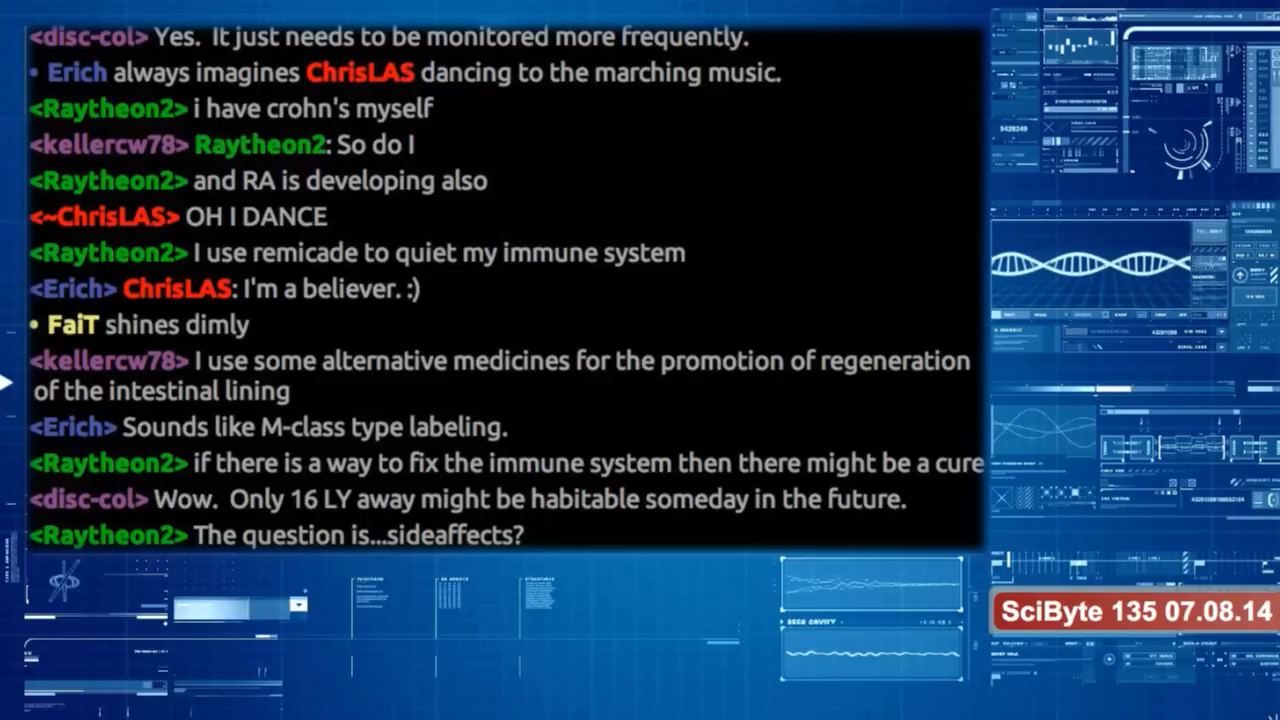 <disc-col> Yes.  It just needs to be monitored more frequently.
• Erich always imagines ChrisLAS dancing to the marching music.
<Raytheon2> i have crohn's myself
<kellercw78> Raytheon2: So do I
<Raytheon2> and RA is developing also
<~ChrisLAS> OH I DANCE
<Raytheon2> I use remicade to quiet my immune system
<Erich> ChrisLAS: I'm a believer. :)
• FaiT shines dimly
<kellercw78> I use some alternative medicines for the promotion of regeneration
of the intestinal lining
<Erich> Sounds like M-class type labeling.
<Raytheon2> if there is a way to fix the immune system then there might be a cure
<disc-col> Wow.  Only 16 LY away might be habitable someday in the future.
<Raytheon2> The question is...sideaffects?
9428249
SciByte 135 07.08.14